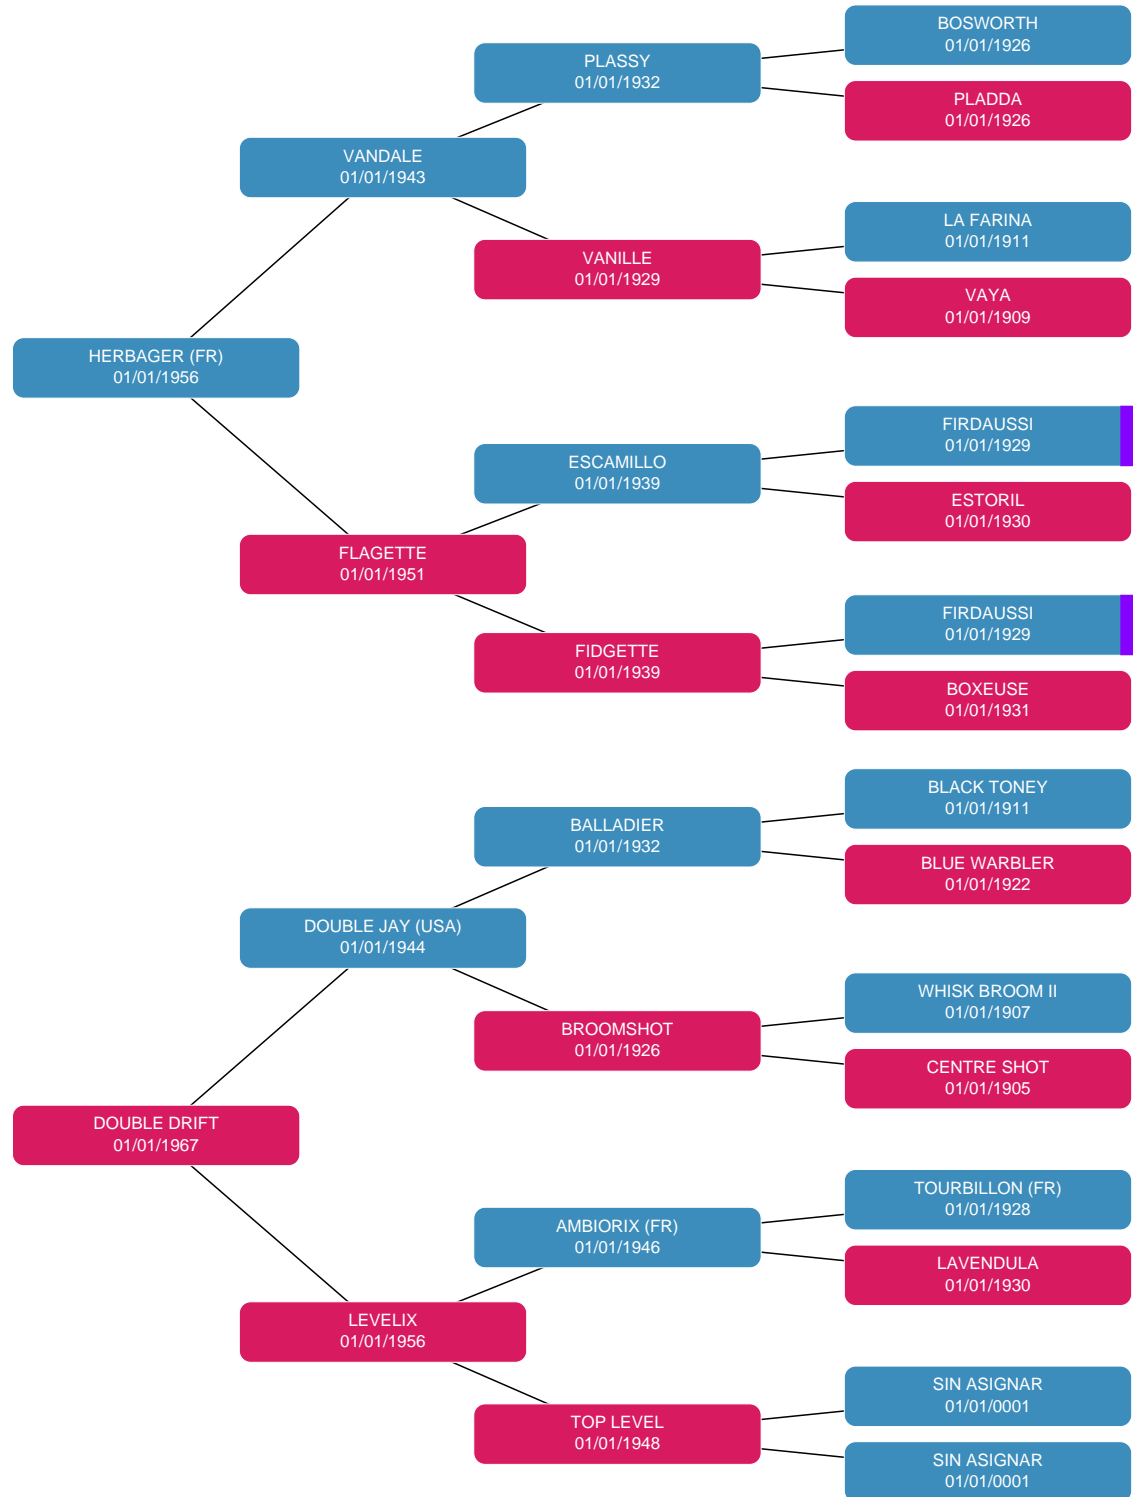 BOSWORTH
01/01/1926
PLASSY
01/01/1932
PLADDA
01/01/1926
VANDALE
01/01/1943
LA FARINA
01/01/1911
VANILLE
01/01/1929
VAYA
01/01/1909
HERBAGER (FR)
01/01/1956
FIRDAUSSI
01/01/1929
ESCAMILLO
01/01/1939
ESTORIL
01/01/1930
FLAGETTE
01/01/1951
FIRDAUSSI
01/01/1929
FIDGETTE
01/01/1939
BOXEUSE
01/01/1931
BLACK TONEY
01/01/1911
BALLADIER
01/01/1932
BLUE WARBLER
01/01/1922
DOUBLE JAY (USA)
01/01/1944
WHISK BROOM II
01/01/1907
BROOMSHOT
01/01/1926
CENTRE SHOT
01/01/1905
DOUBLE DRIFT
01/01/1967
TOURBILLON (FR)
01/01/1928
AMBIORIX (FR)
01/01/1946
LAVENDULA
01/01/1930
LEVELIX
01/01/1956
SIN ASIGNAR
01/01/0001
TOP LEVEL
01/01/1948
SIN ASIGNAR
01/01/0001